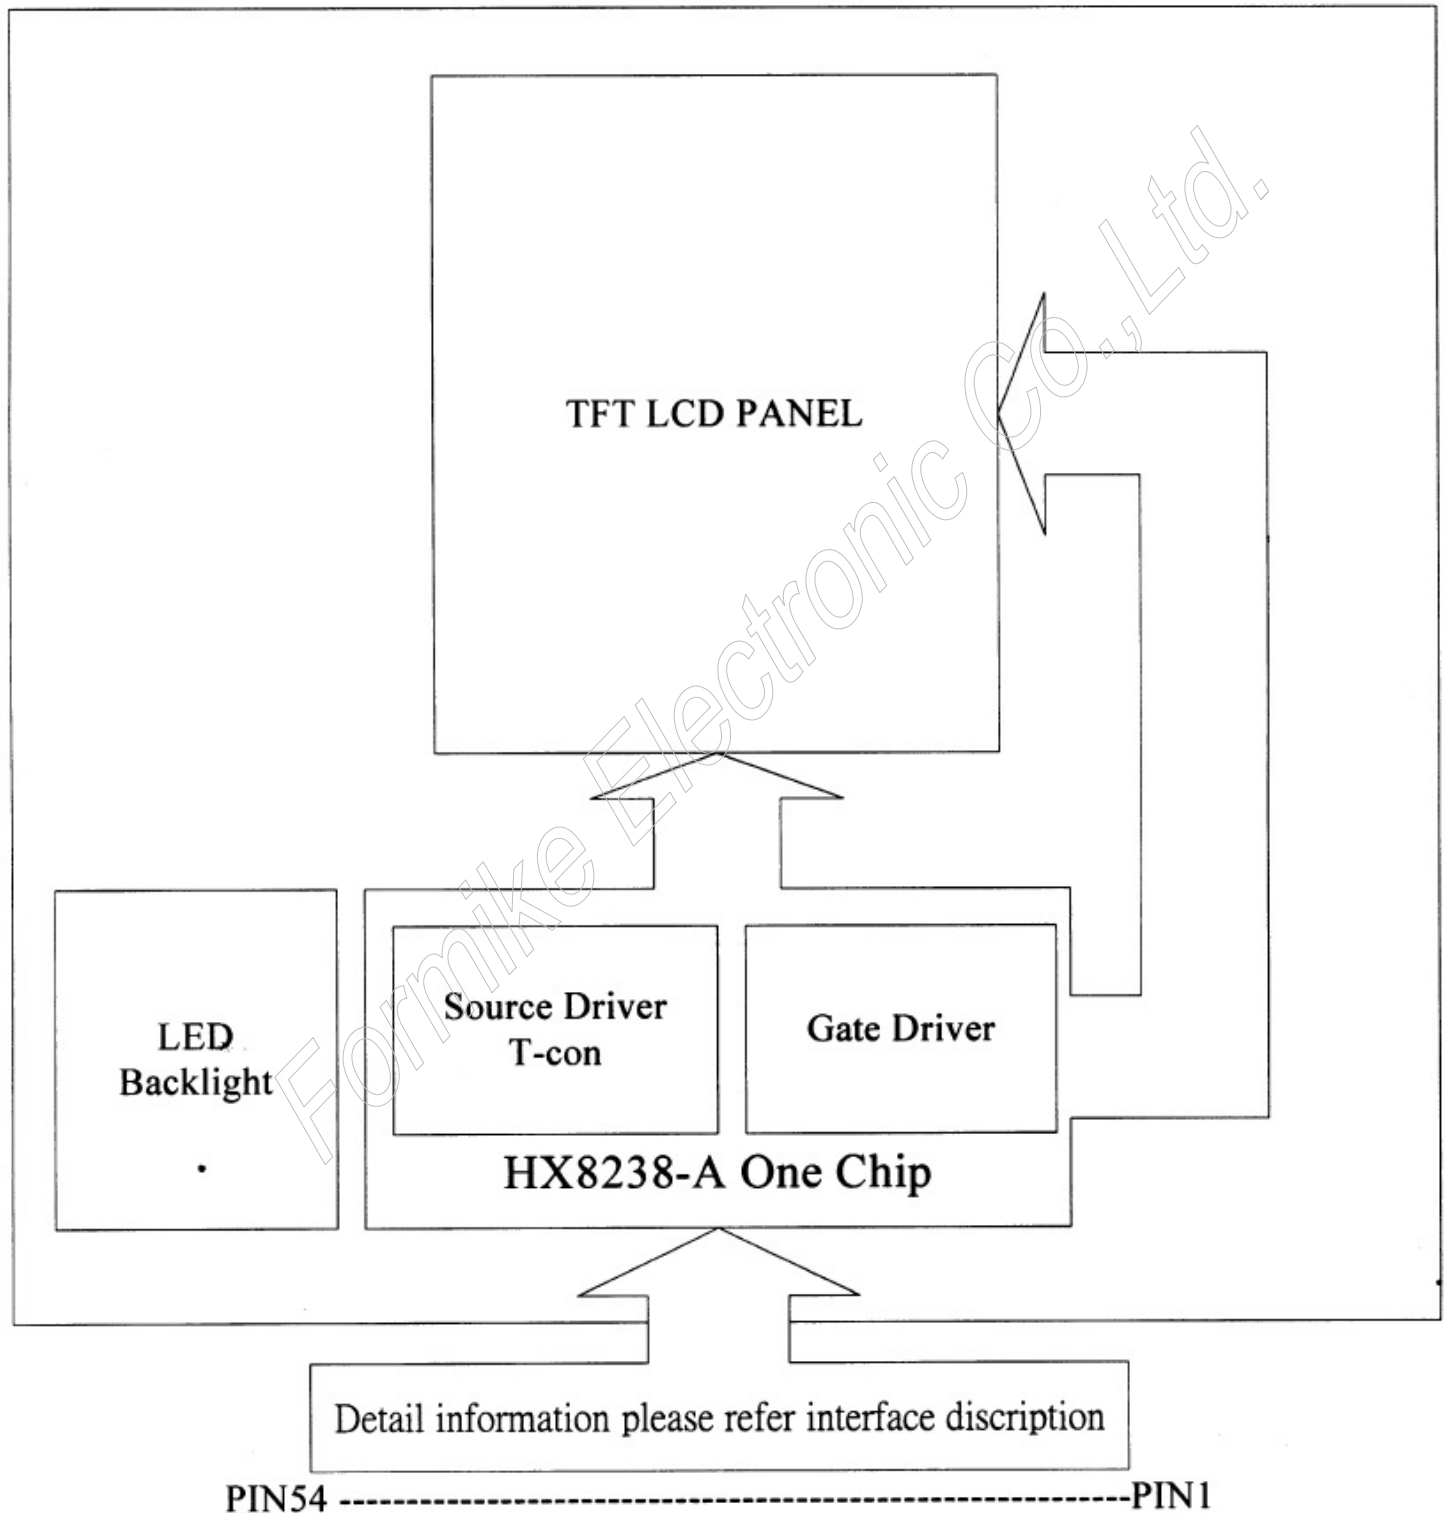 TFT LCD PANEL
LED
Backlight
Source Driver
T-con
Gate Driver
HX8238-A One Chip
Detail information please refer interface discription
PIN54 ---------------------------------------------------------PIN1
Formike Electronic Co.,Ltd.